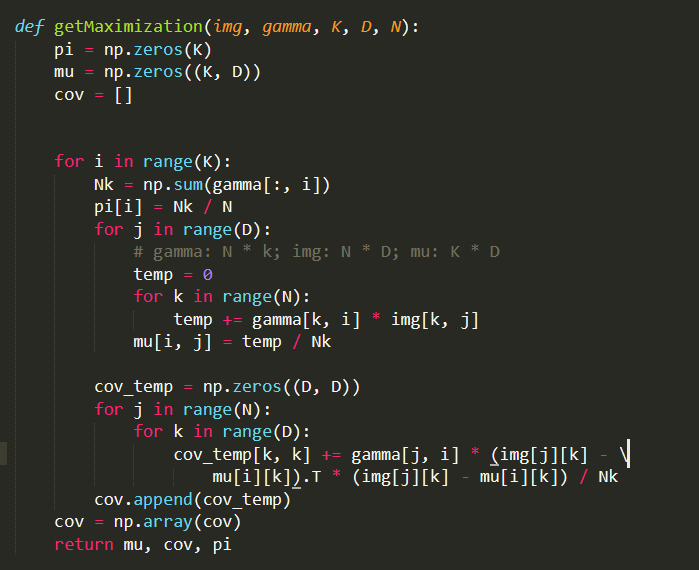 def getMaximization(img, gamma, K, D, N):
    pi = np.zeros(K)
    mu = np.zeros((K, D))
    cov = []
    for i in range(K):
        Nk = np.sum(gamma[:, i])
        pi[i] = Nk / N
        for j in range(D):
            # gamma: N * k; img: N * D; mu: K * D
            temp = 0
            for k in range(N):
                temp += gamma[k, i] * img[k, j]
            mu[i, j] = temp / Nk
        cov_temp = np.zeros((D, D))
        for j in range(N):
            for k in range(D):
                cov_temp[k, k] += gamma[j, i] * (img[j][k] - \
                    mu[i][k]).T * (img[j][k] - mu[i][k]) / Nk
        cov.append(cov_temp)
    cov = np.array(cov)
    return mu, cov, pi